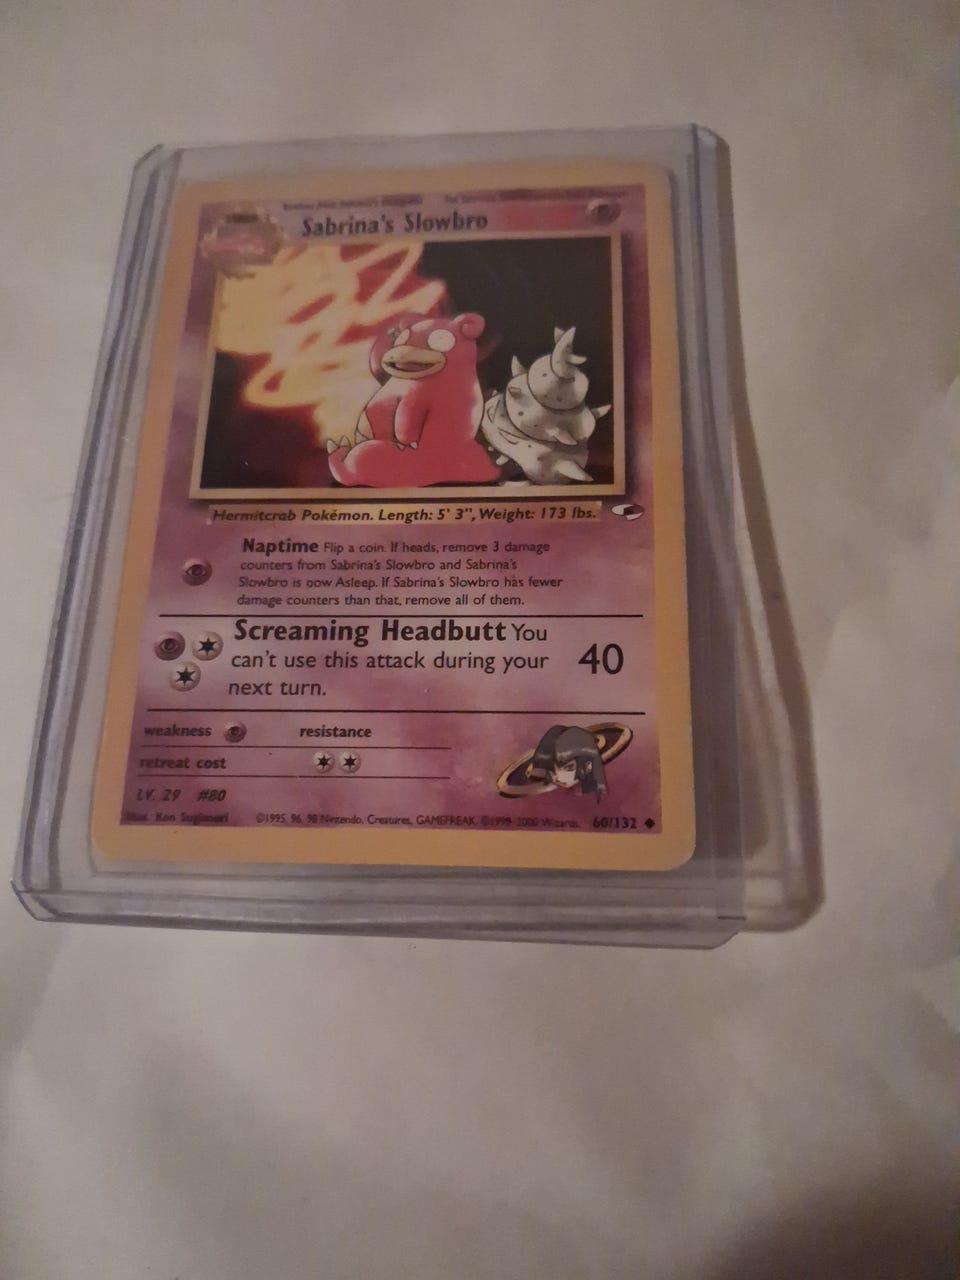 Sabrina's Slowbro
Hermitcrab Pokémon. Length: 5' 3", Weight: 173 lbs.
Naptime Flip a coin. If heads, remove 3 damage
counters from Sabrina's Slowbro and Sabrina's
Slowbro is now Asleep. If Sabrina's Slowbro has fewer
damage counters than that, remove all of them.
Screaming Headbutt You
can't use this attack during your
next turn.
40
weakness
resistance
retreat cost
LV. 29 #80
Illus. Ken Sugimori
©1995, 96, 98 Nintendo, Creatures, GAMEFREAK. ©1999-2000 Wizards.
60/132